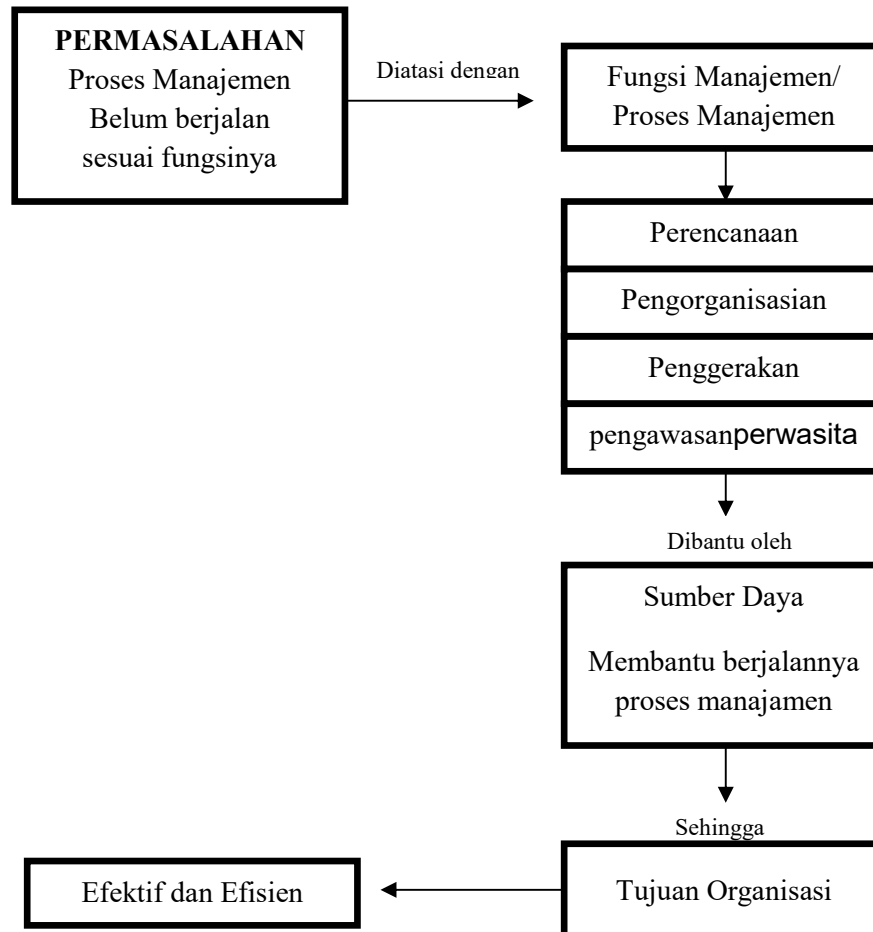 PERMASALAHAN
Proses Manajemen
Belum berjalan
sesuai fungsinya
Diatasi dengan
Fungsi Manajemen/
Proses Manajemen
Perencanaan
Pengorganisasian
Penggerakan
pengawasanperwasita
Dibantu oleh
Sumber Daya
Membantu berjalannya
proses manajamen
Sehingga
Tujuan Organisasi
Efektif dan Efisien